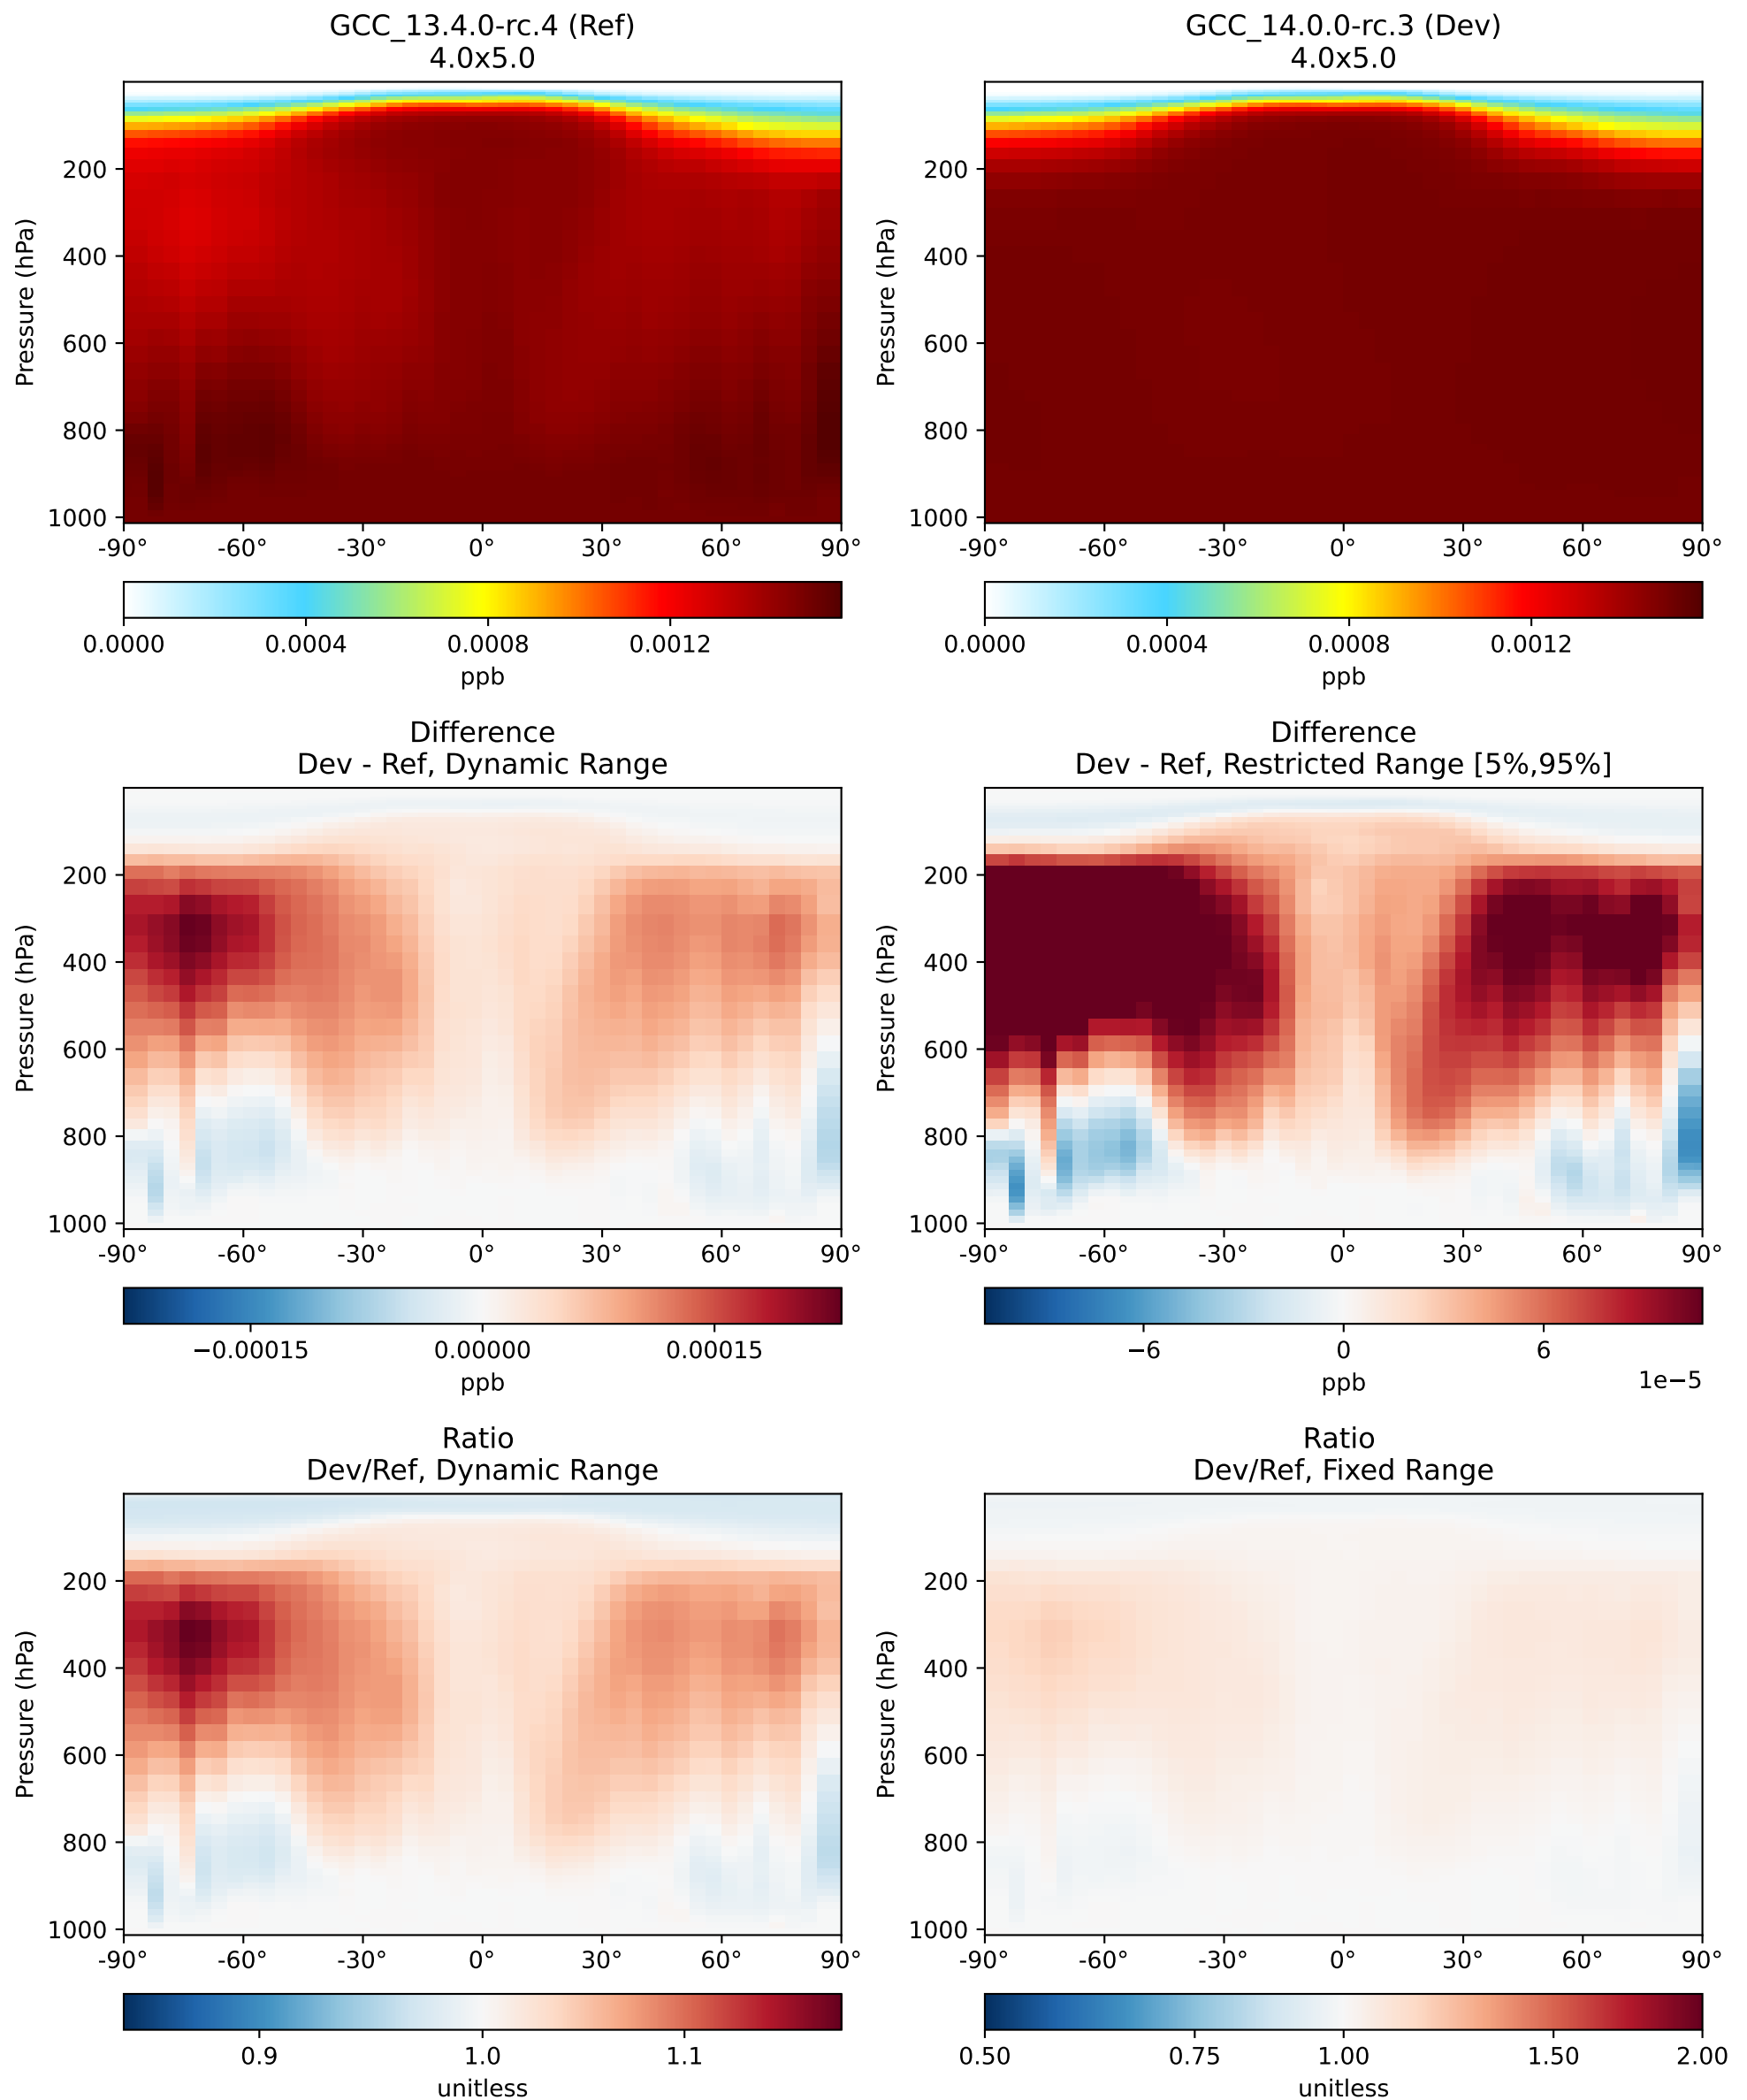 GCC_13.4.0-rc.4 (Ref)
4.0x5.0
Pressure (hPa)
200
400
600
800
1000
-90° -60° -30° 0° 30° 60° 90°
0.0000 0.0004 0.0008 0.0012
ppb
GCC_14.0.0-rc.3 (Dev)
4.0x5.0
Pressure (hPa)
200
400
600
800
1000
-90° -60° -30° 0° 30° 60° 90°
0.0000 0.0004 0.0008 0.0012
ppb
Difference
Dev - Ref, Dynamic Range
Pressure (hPa)
200
400
600
800
1000
-90° -60° -30° 0° 30° 60° 90°
−0.00015 0.00000 0.00015
ppb
Difference
Dev - Ref, Restricted Range [5%,95%]
Pressure (hPa)
200
400
600
800
1000
-90° -60° -30° 0° 30° 60° 90°
−6 0 6
ppb
1e−5
Ratio
Dev/Ref, Dynamic Range
Pressure (hPa)
200
400
600
800
1000
-90° -60° -30° 0° 30° 60° 90°
0.9 1.0 1.1
unitless
Ratio
Dev/Ref, Fixed Range
Pressure (hPa)
200
400
600
800
1000
-90° -60° -30° 0° 30° 60° 90°
0.50 0.75 1.00 1.50 2.00
unitless